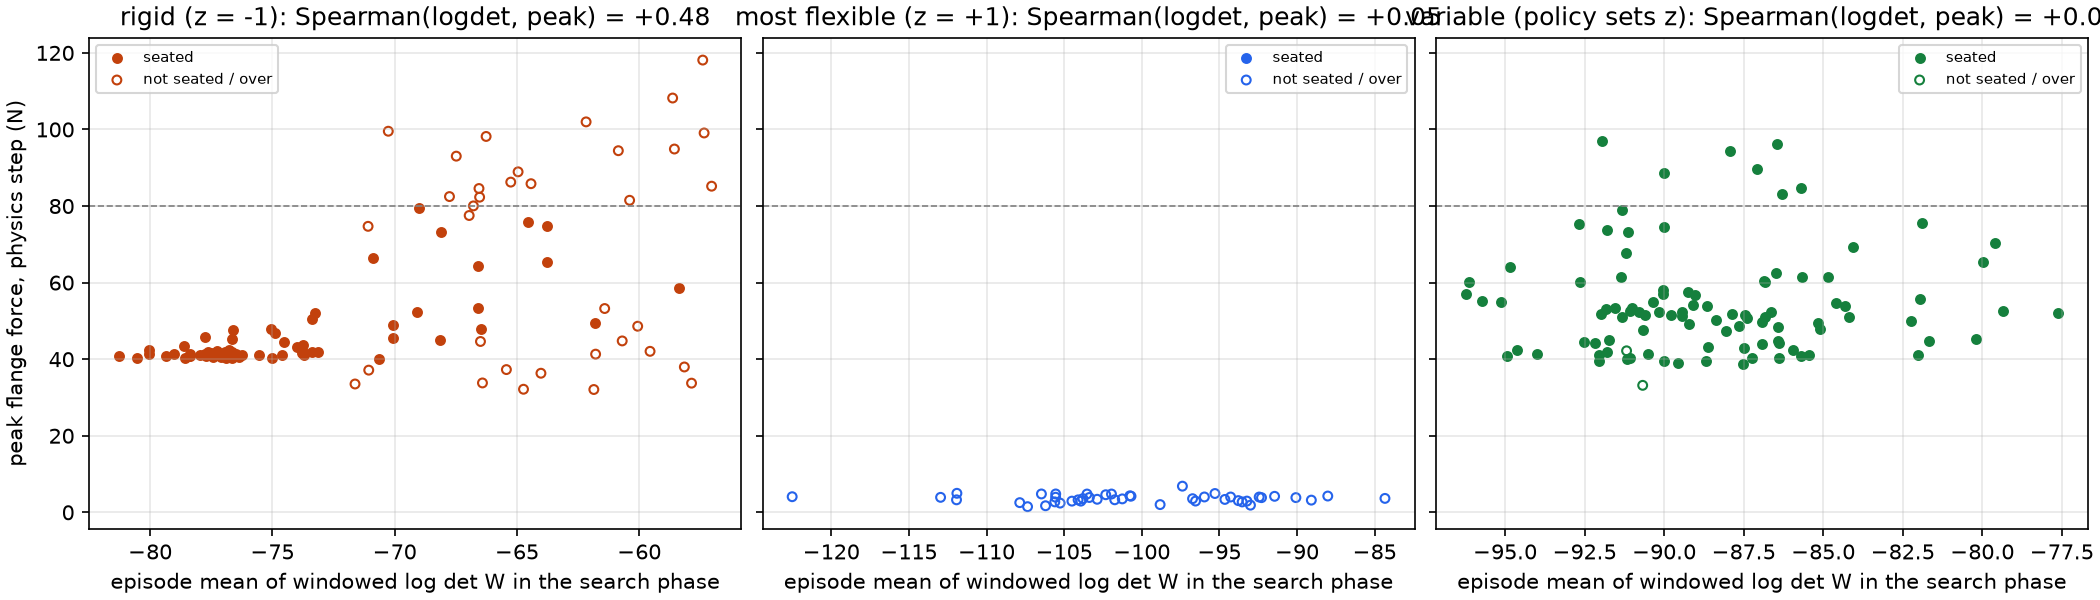 rigid (z = -1): Spearman(logdet, peak) = +0.48
most flexible (z = +1): Spearman(logdet, peak) = +0.05
variable (policy sets z): Spearman(logdet, peak) = +0.0
seated
not seated / over
seated
not seated / over
seated
not seated / over
peak flange force, physics step (N)
120
100
80
60
40
20
0
−80 −75 −70 −65 −60
−120 −115 −110 −105 −100 −95 −90 −85
−95.0 −92.5 −90.0 −87.5 −85.0 −82.5 −80.0 −77.5
episode mean of windowed log det W in the search phase
episode mean of windowed log det W in the search phase
episode mean of windowed log det W in the search phase